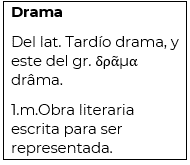 Drama
Del lat. Tardío drama, y
este del gr. δρᾶμα
drâma.
1.m.Obra literaria
escrita para ser
representada.